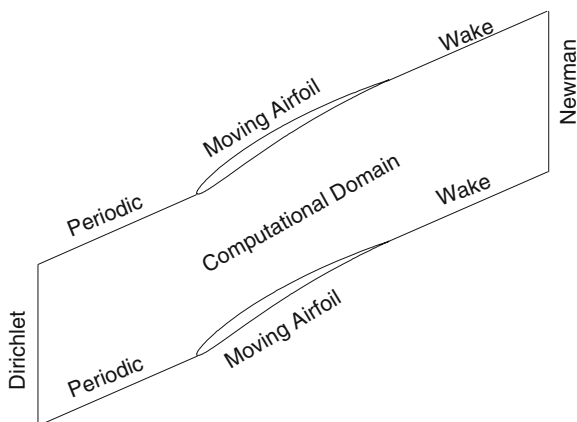 Wake
Newman
Moving Airfoil
Periodic
Computational Domain
Wake
Dirichlet
Periodic
Moving Airfoil